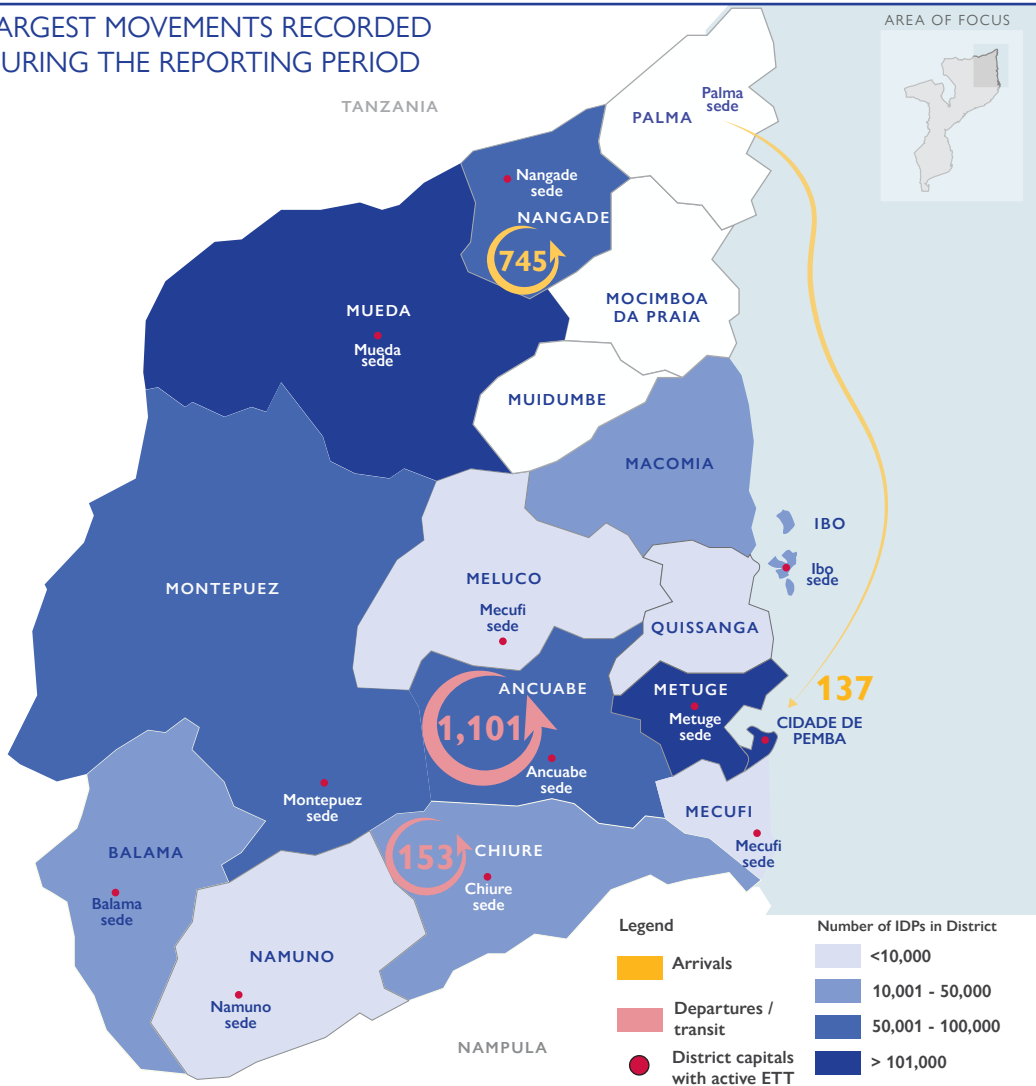 ARGEST MOVEMENTS RECORDED
URING THE REPORTING PERIOD
AREA OF FOCUS
TANZANIA
Palma
sede
PALMA
Nangade
sede
NANGADE
745
MUEDA
Mueda
sede
MOCIMBOA
DA PRAIA
MUIDUMBE
MACOMIA
IBO
Ibo
sede
MONTEPUEZ
MELUCO
Mecufi
sede
QUISSANGA
ANCUABE
1,101
Ancuabe
sede
METUGE
Metuge
sede
137
CIDADE DE
PEMBA
Montepuez
sede
MECUFI
Mecufi
sede
BALAMA
Balama
sede
153
CHIURE
Chiure
sede
NAMUNO
Namuno
sede
NAMPULA
Legend
Arrivals
Departures /
transit
District capitals
with active ETT
Number of IDPs in District
<10,000
10,001 - 50,000
50,001 - 100,000
> 101,000